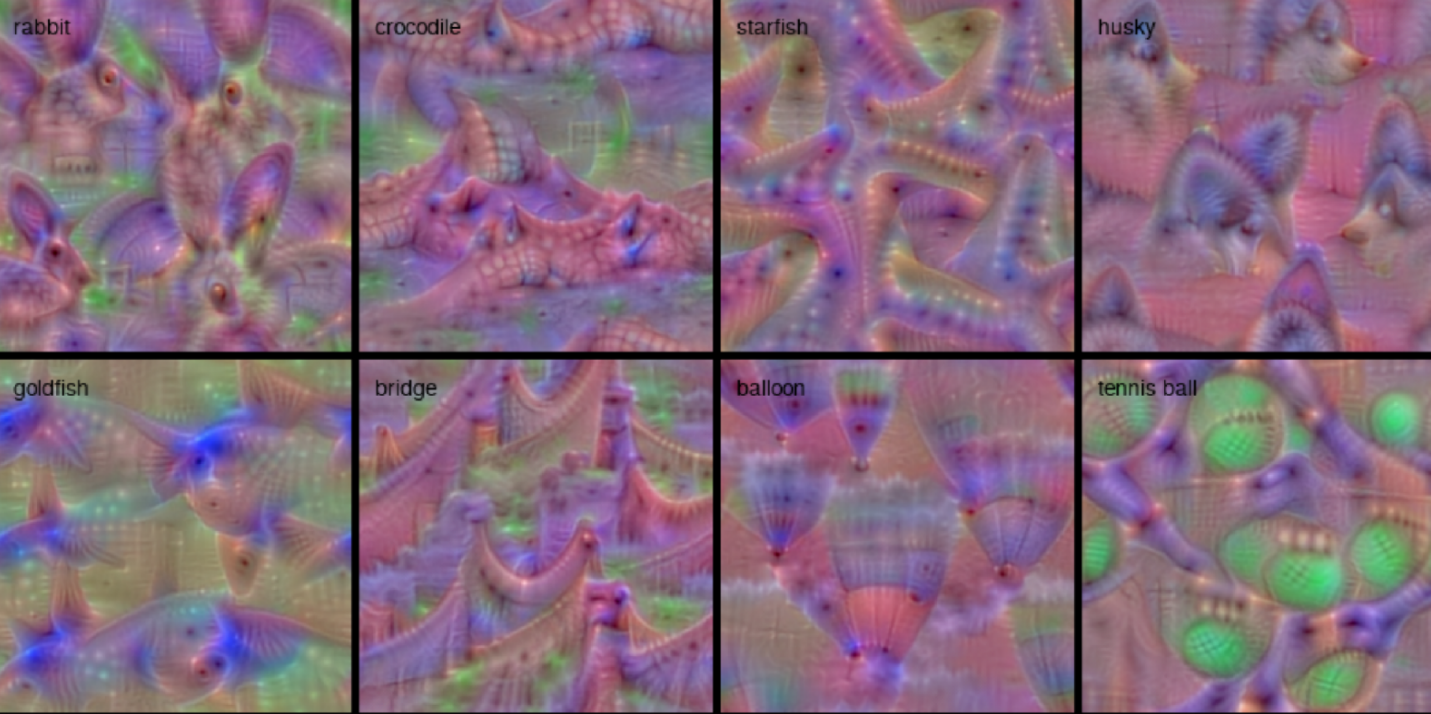 rabbit
crocodile
starfish
husky
goldfish
bridge
balloon
tennis ball